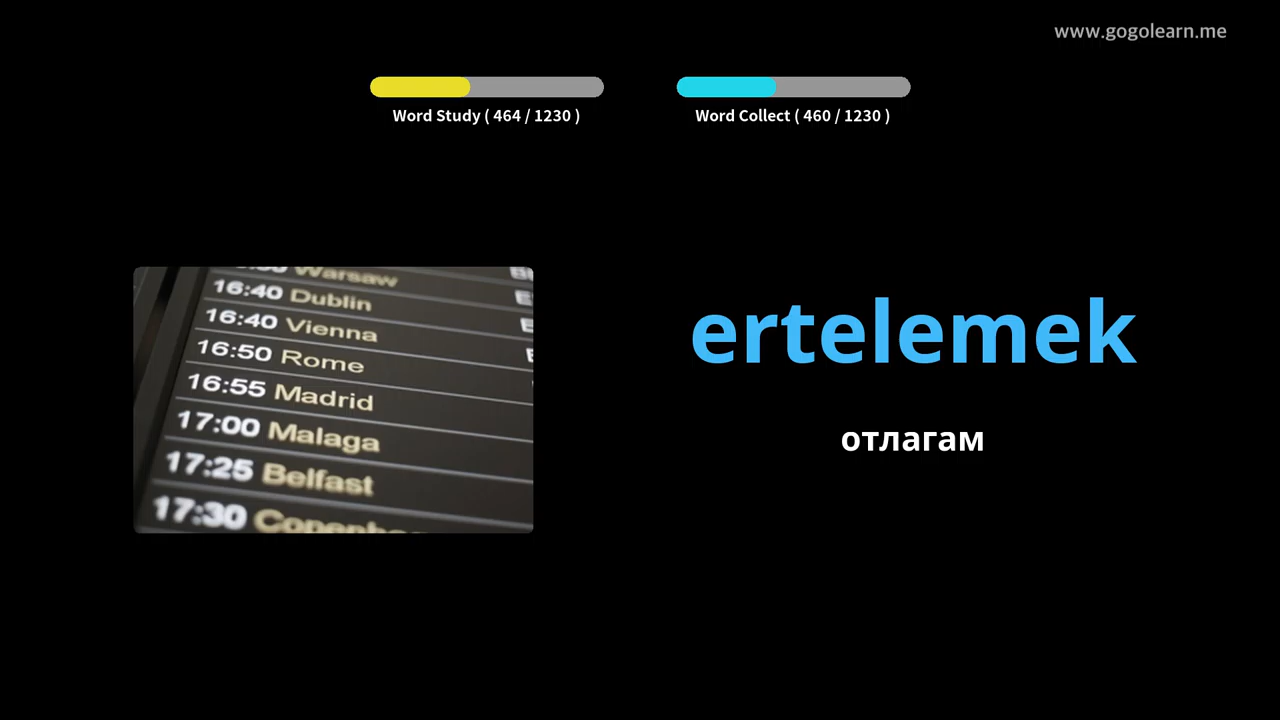 www.gogolearn.me
Word Study ( 464 / 1230 )
Word Collect ( 460 / 1230 )
Warsaw
16:40 Dublin
16:40 Vienna
16:50 Rome
16:55 Madrid
17:00 Malaga
17:25 Belfast
17:30
ertelemek
отлагам